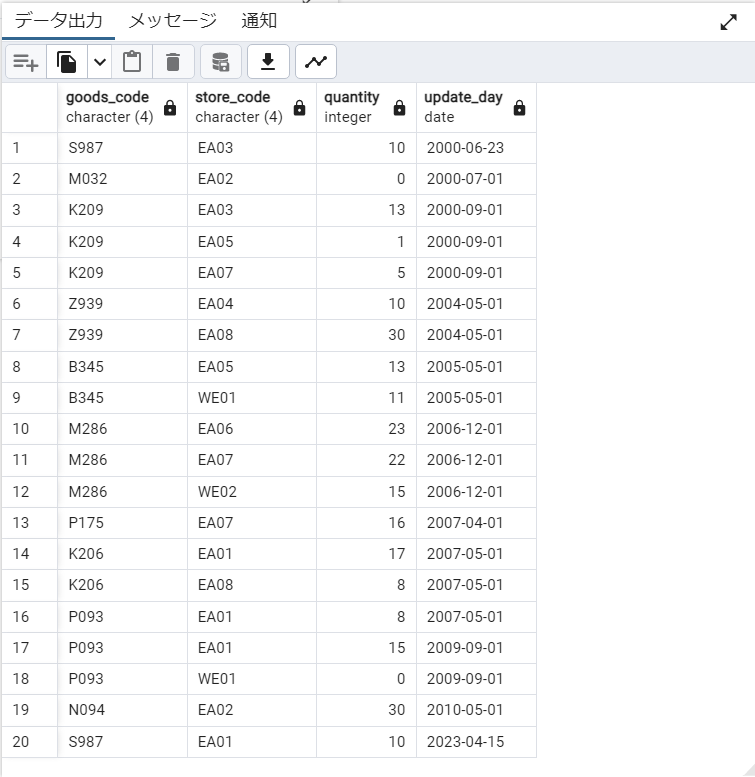 データ出力 メッセージ 通知
goods_code store_code quantity update_day
character (4) character (4) integer date
1 S987 EA03 10 2000-06-23
2 M032 EA02 0 2000-07-01
3 K209 EA03 13 2000-09-01
4 K209 EA05 1 2000-09-01
5 K209 EA07 5 2000-09-01
6 Z939 EA04 10 2004-05-01
7 Z939 EA08 30 2004-05-01
8 B345 EA05 13 2005-05-01
9 B345 WE01 11 2005-05-01
10 M286 EA06 23 2006-12-01
11 M286 EA07 22 2006-12-01
12 M286 WE02 15 2006-12-01
13 P175 EA07 16 2007-04-01
14 K206 EA01 17 2007-05-01
15 K206 EA08 8 2007-05-01
16 P093 EA01 8 2007-05-01
17 P093 EA01 15 2009-09-01
18 P093 WE01 0 2009-09-01
19 N094 EA02 30 2010-05-01
20 S987 EA01 10 2023-04-15